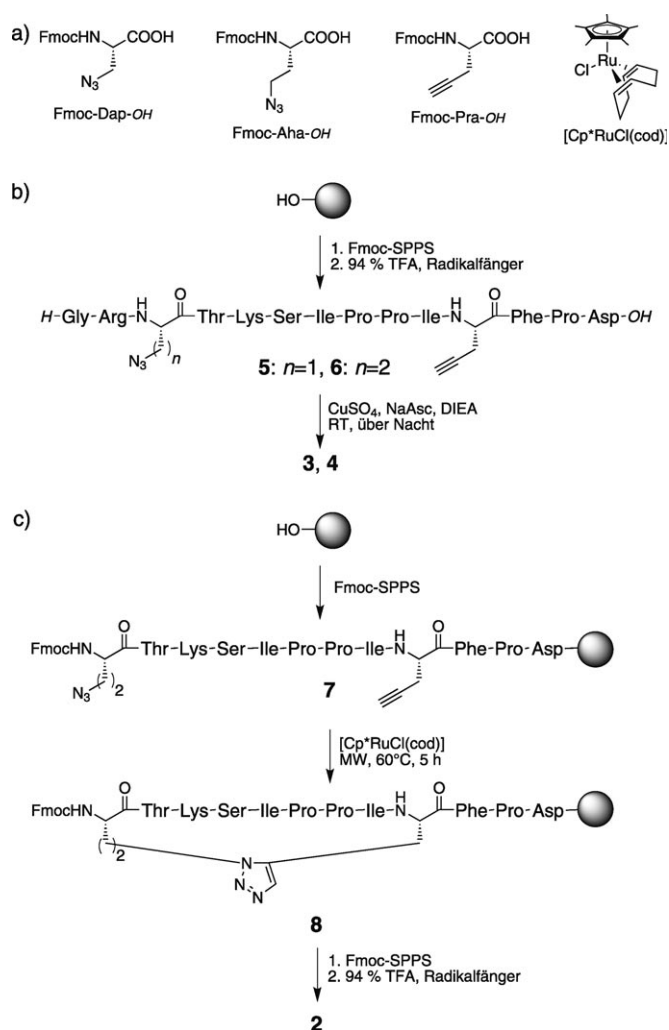 a)
FmocHN COOH
N3
Fmoc-Dap-OH
FmocHN COOH
N3
Fmoc-Aha-OH
FmocHN COOH
Fmoc-Pra-OH
Cl Ru
[Cp*RuCl(cod)]
b)
HO
1. Fmoc-SPPS
2. 94 % TFA, Radikalfänger
H-Gly-Arg-N H O Thr-Lys-Ser-Ile-Pro-Pro-Ile-N H O Phe-Pro-Asp-OH
N3 ( )n
5: n=1, 6: n=2
CuSO4, NaAsc, DIEA
RT, über Nacht
3, 4
c)
HO
Fmoc-SPPS
FmocHN O Thr-Lys-Ser-Ile-Pro-Pro-Ile-N H O Phe-Pro-Asp
N3 ( )2
7
[Cp*RuCl(cod)]
MW, 60°C, 5 h
FmocHN O Thr-Lys-Ser-Ile-Pro-Pro-Ile-N H O Phe-Pro-Asp
( )2
N
N
N
8
1. Fmoc-SPPS
2. 94 % TFA, Radikalfänger
2